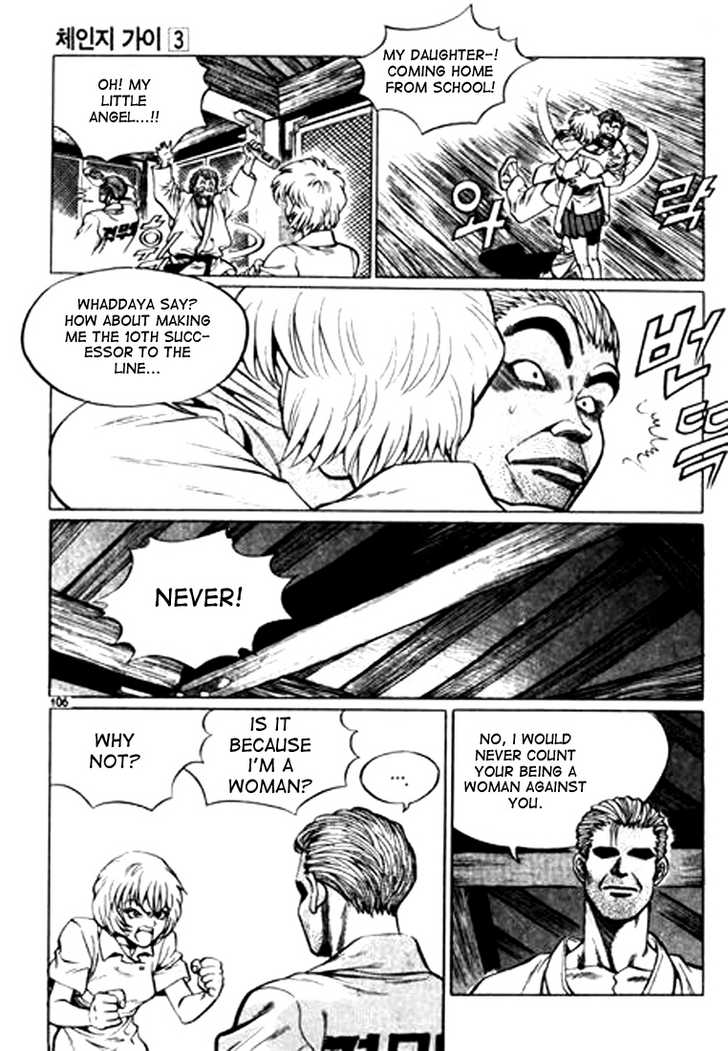 체인지 가이 3
OH! MY
LITTLE
ANGEL...!!
MY DAUGHTER-!
COMING HOME
FROM SCHOOL!
와
락
WHADDAYA SAY?
HOW ABOUT MAKING
ME THE 10TH SUCC-
ESSOR TO THE
LINE...
번
뜩
NEVER!
106
WHY
NOT?
IS IT
BECAUSE
I'M A
WOMAN?
...
NO, I WOULD
NEVER COUNT
YOUR BEING A
WOMAN AGAINST
YOU.